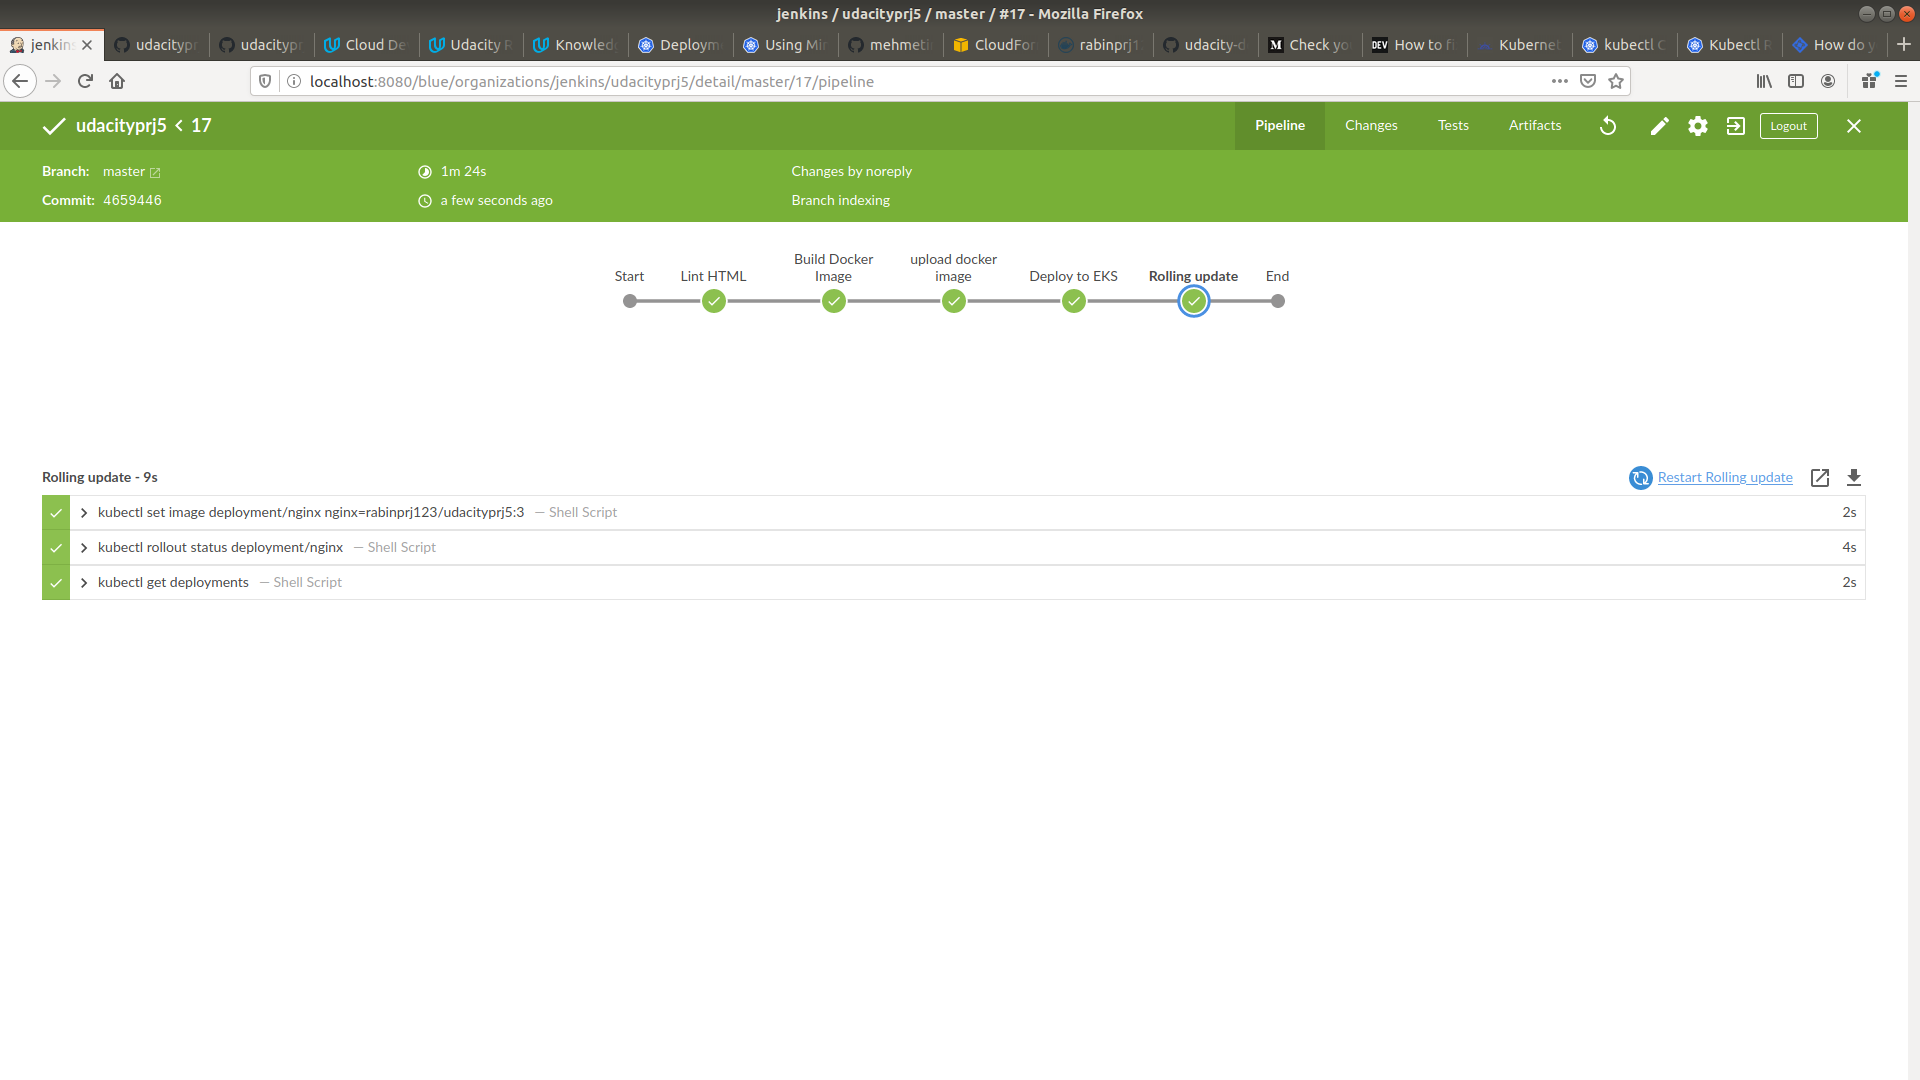 jenkins / udacityprj5 / master / #17 - Mozilla Firefox
jenkins
udacitypr
udacitypr
Cloud De
Udacity R
Knowled
Deploym
Using Mi
mehmet
CloudFor
rabinprj1
udacity-d
Check yo
DEV
How to fi
Kubernet
kubectl C
Kubectl R
How do y
localhost:8080/blue/organizations/jenkins/udacityprj5/detail/master/17/pipeline
udacityprj5 < 17
Pipeline
Changes
Tests
Artifacts
Logout
Branch: master
1m 24s
Changes by noreply
Commit: 4659446
a few seconds ago
Branch indexing
Start
Lint HTML
Build Docker
Image
upload docker
image
Deploy to EKS
Rolling update
End
Rolling update - 9s
Restart Rolling update
kubectl set image deployment/nginx nginx=rabinprj123/udacityprj5:3 — Shell Script 2s
kubectl rollout status deployment/nginx — Shell Script 4s
kubectl get deployments — Shell Script 2s